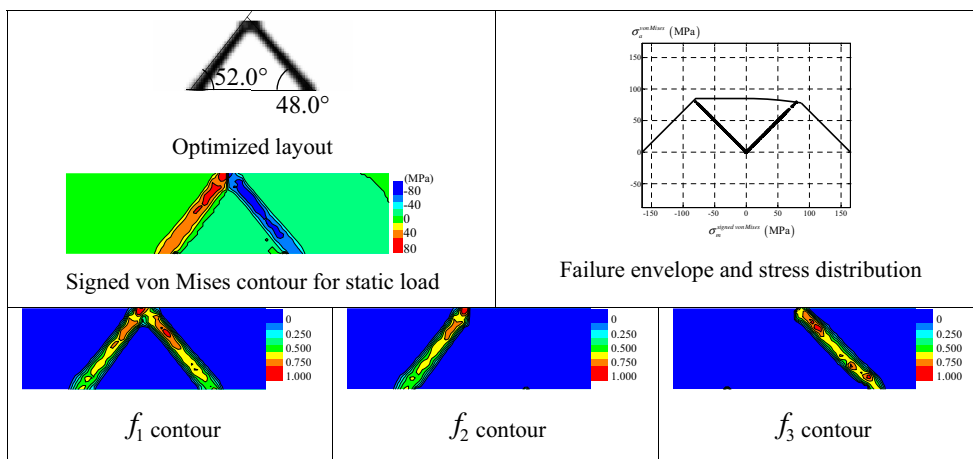 52.0°
48.0°
Optimized layout
(MPa)
-80
-40
0
40
80
Signed von Mises contour for static load
σ_a^{von Mises} (MPa)
150
100
50
0
-50
-150 -100 -50 0 50 100 150
σ_m^{signed von Mises} (MPa)
Failure envelope and stress distribution
0
0.250
0.500
0.750
1.000
f₁ contour
0
0.250
0.500
0.750
1.000
f₂ contour
0
0.250
0.500
0.750
1.000
f₃ contour